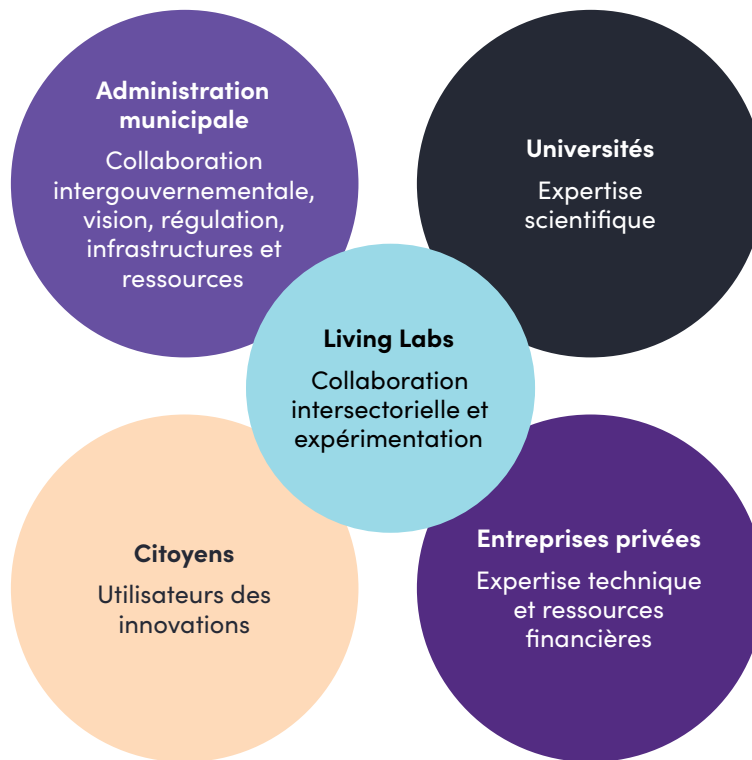 Administration
municipale
Collaboration
intergouvernementale,
vision, régulation,
infrastructures et
ressources
Universités
Expertise
scientifique
Living Labs
Collaboration
intersectorielle et
expérimentation
Citoyens
Utilisateurs des
innovations
Entreprises privées
Expertise technique
et ressources
financières